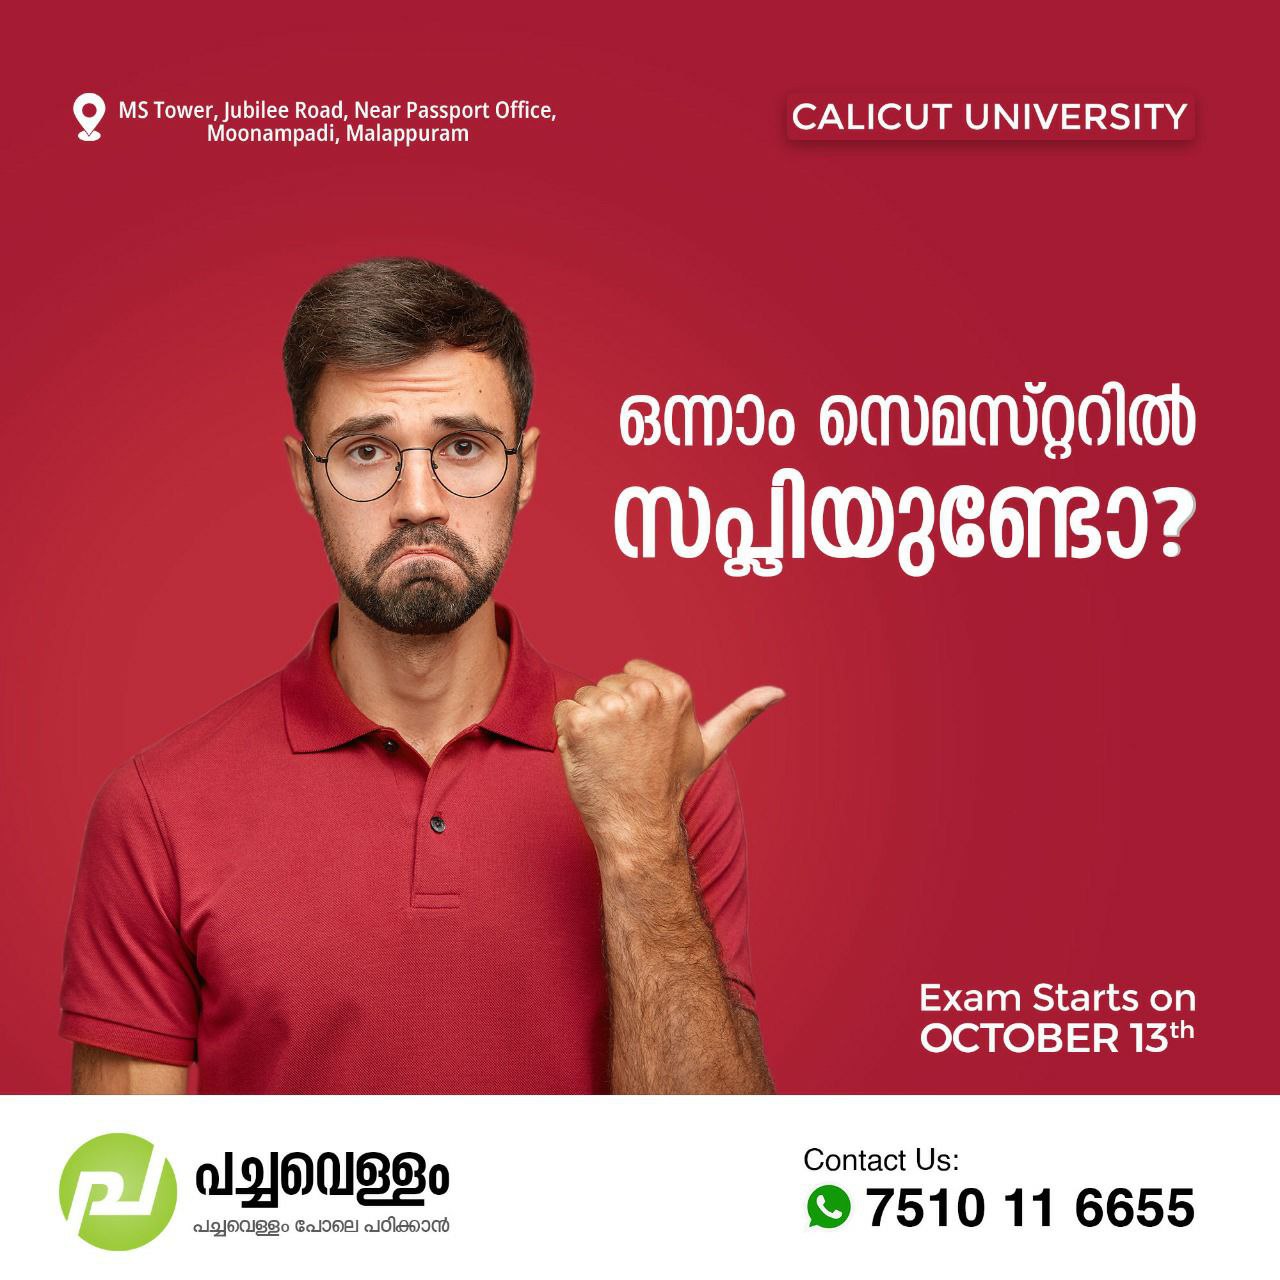 MS Tower, Jubilee Road, Near Passport Office,
Moonampadi, Malappuram
CALICUT UNIVERSITY
ഒന്നാം സെമസ്റ്ററിൽ
സപ്ലിയുണ്ടോ?
Exam Starts on
OCTOBER 13th
പച്ചവെള്ളം
പച്ചവെള്ളം പോലെ പഠിക്കാൻ
Contact Us:
7510 11 6655